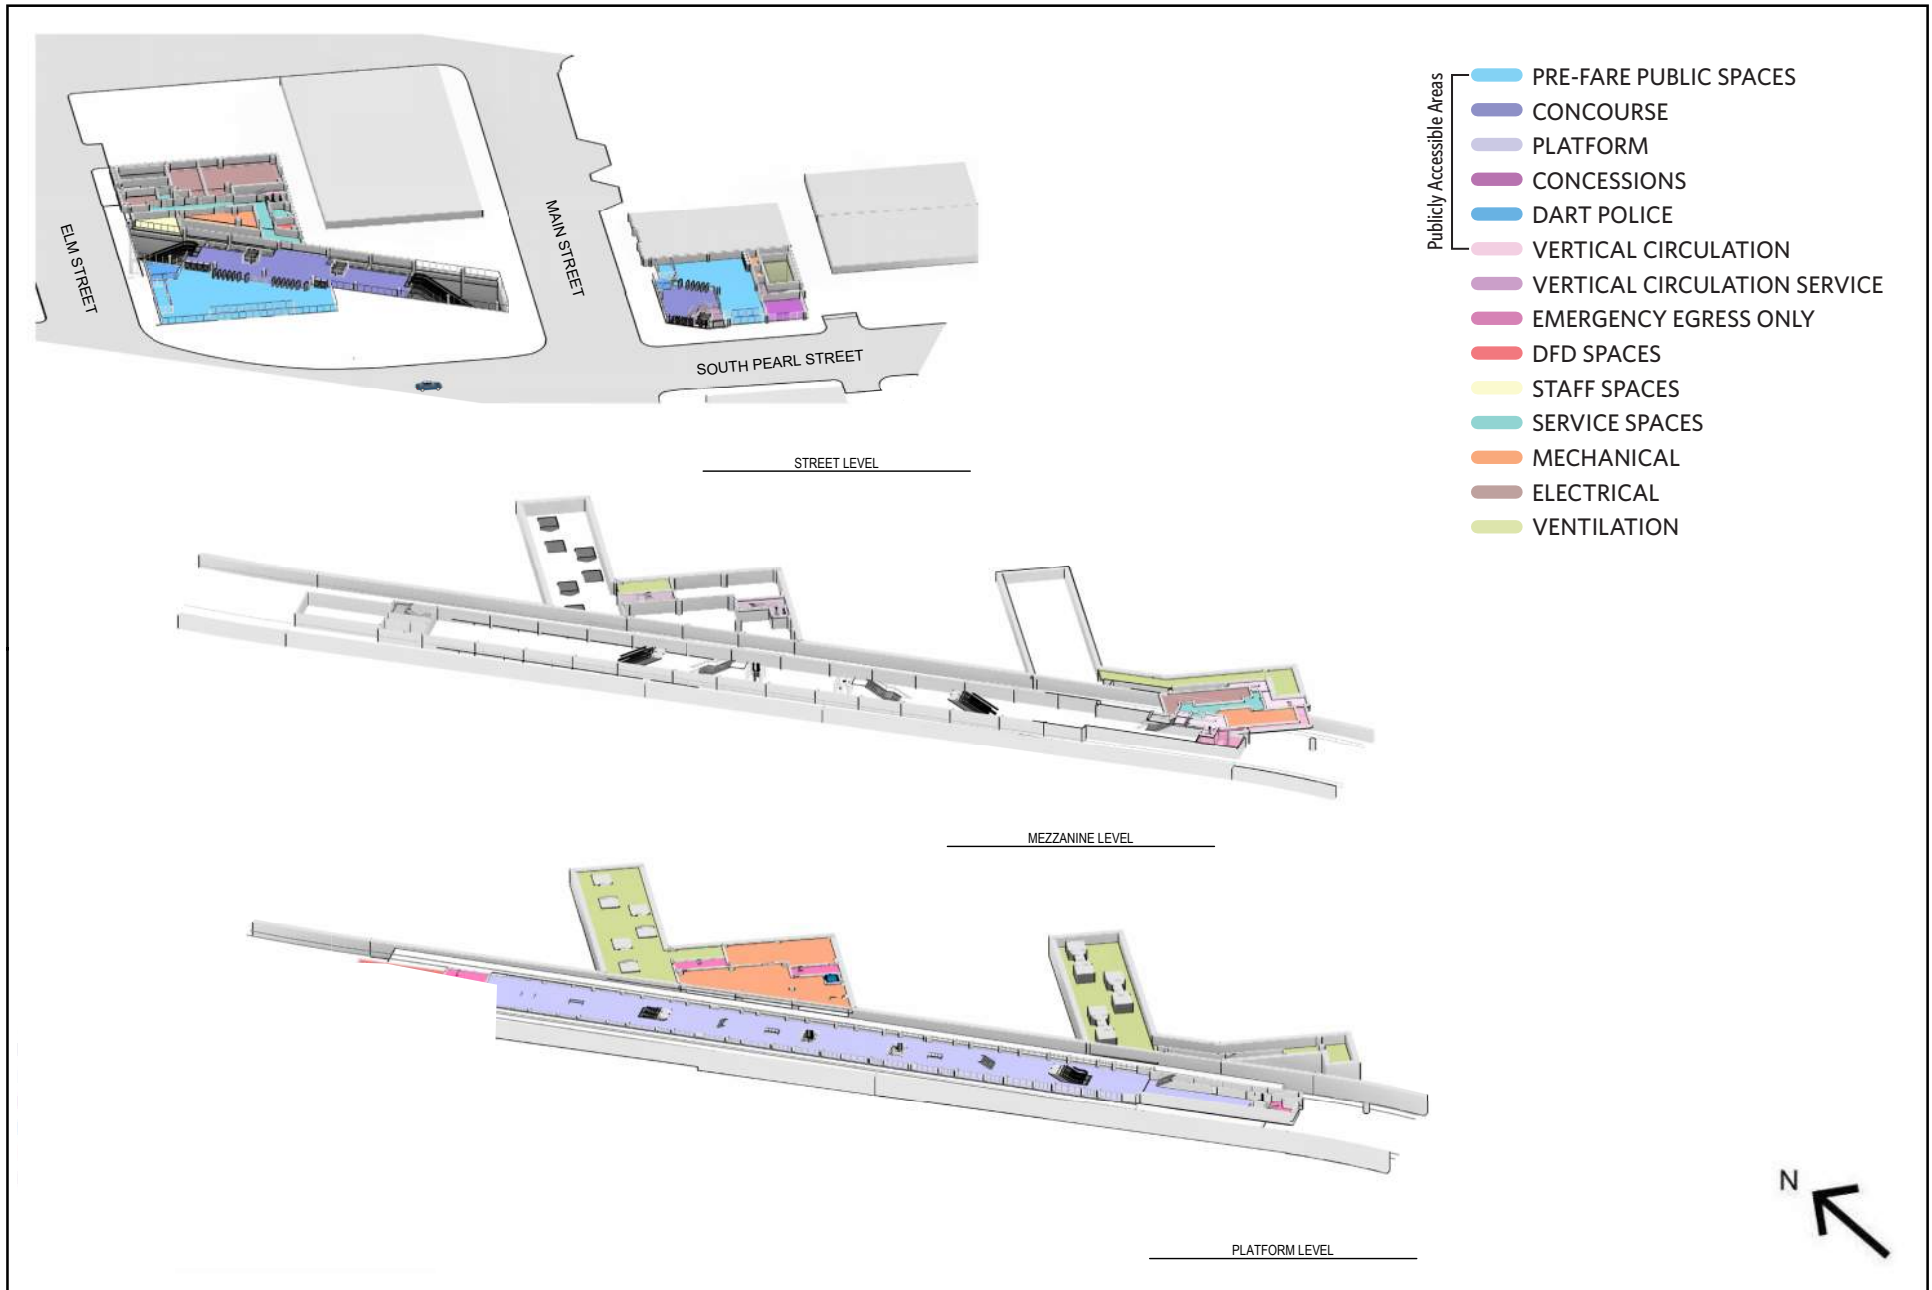 Publicly Accessible Areas
PRE-FARE PUBLIC SPACES
CONCOURSE
PLATFORM
CONCESSIONS
DART POLICE
VERTICAL CIRCULATION
VERTICAL CIRCULATION SERVICE
EMERGENCY EGRESS ONLY
DFD SPACES
STAFF SPACES
SERVICE SPACES
MECHANICAL
ELECTRICAL
VENTILATION
ELM STREET
MAIN STREET
SOUTH PEARL STREET
STREET LEVEL
MEZZANINE LEVEL
PLATFORM LEVEL
N